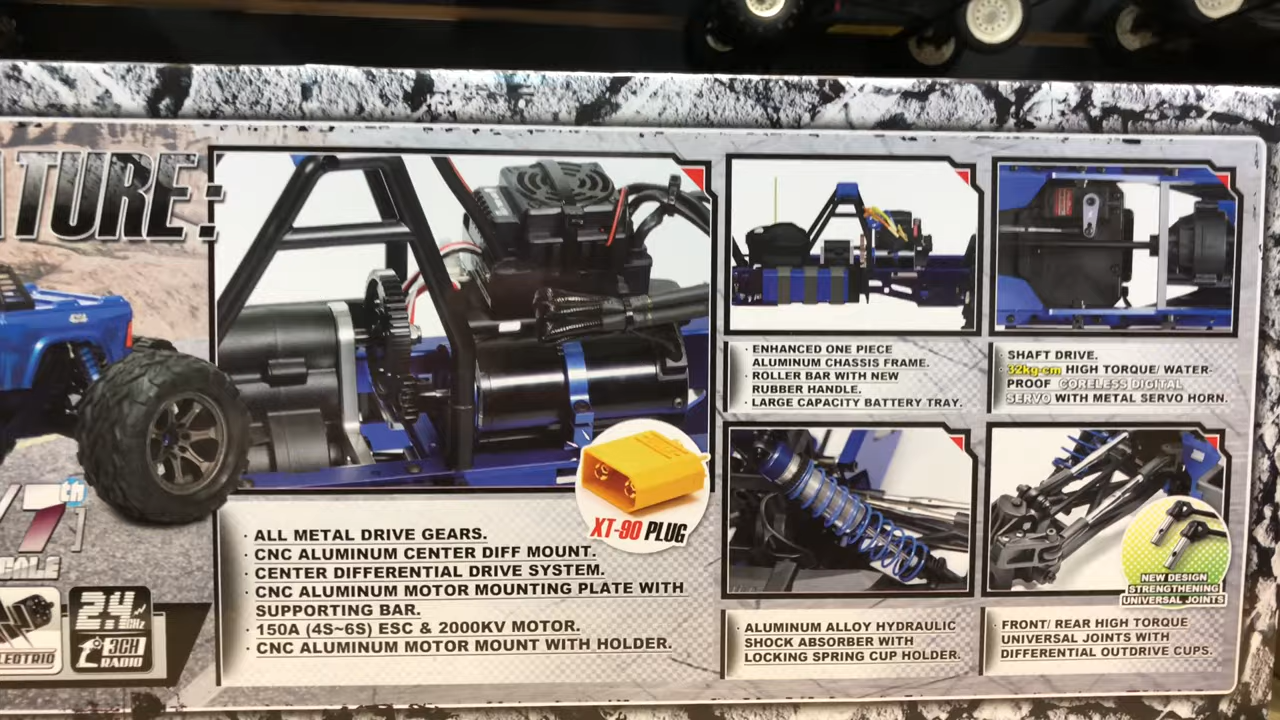 ATURE:
/7th
SCALE
ELECTRIC
2.4GHz
3CH
RADIO
XT-90 PLUG
· ALL METAL DRIVE GEARS.
· CNC ALUMINUM CENTER DIFF MOUNT.
· CENTER DIFFERENTIAL DRIVE SYSTEM.
· CNC ALUMINUM MOTOR MOUNTING PLATE WITH
SUPPORTING BAR.
· 150A (4S~6S) ESC & 2000KV MOTOR.
· CNC ALUMINUM MOTOR MOUNT WITH HOLDER.
· ENHANCED ONE PIECE
ALUMINUM CHASSIS FRAME.
· ROLLER BAR WITH NEW
RUBBER HANDLE.
· LARGE CAPACITY BATTERY TRAY.
· SHAFT DRIVE.
· 32kg-cm HIGH TORQUE/ WATER-
PROOF CORELESS DIGITAL
SERVO WITH METAL SERVO HORN.
· ALUMINUM ALLOY HYDRAULIC
SHOCK ABSORBER WITH
LOCKING SPRING CUP HOLDER.
NEW DESIGN
STRENGTHENING
UNIVERSAL JOINTS
· FRONT/ REAR HIGH TORQUE
UNIVERSAL JOINTS WITH
DIFFERENTIAL OUTDRIVE CUPS.